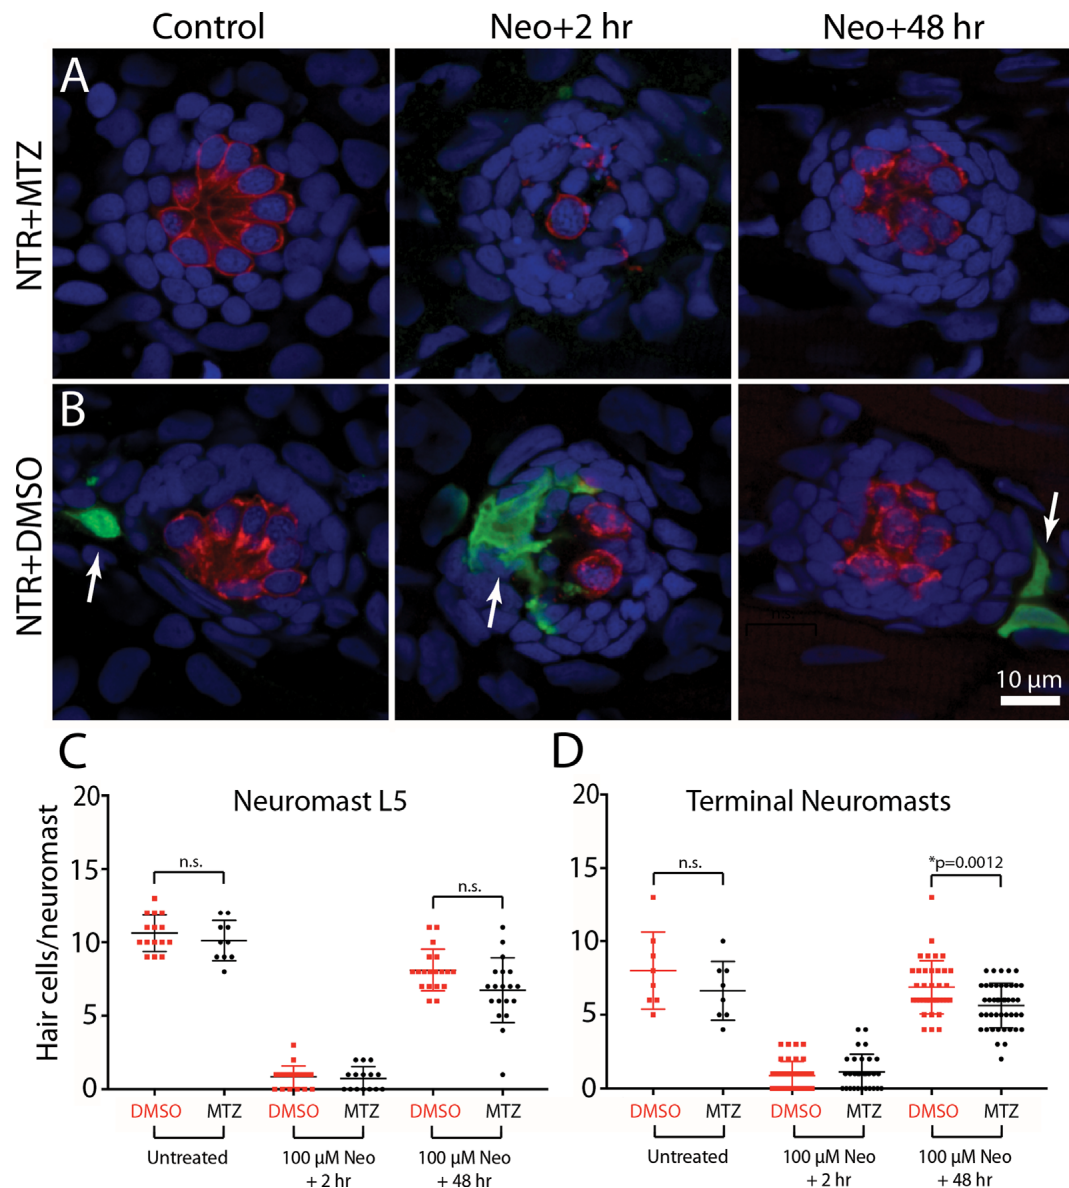 Control Neo+2 hr Neo+48 hr
A
NTR+MTZ
B
NTR+DMSO
n.s.
10 µm
C
D
Neuromast L5
Terminal Neuromasts
Hair cells/neuromast
20
15
10
5
0
n.s.
n.s.
DMSO MTZ DMSO MTZ DMSO MTZ
Untreated
100 µM Neo
+ 2 hr
100 µM Neo
+ 48 hr
20
15
10
5
0
n.s.
*p=0.0012
DMSO MTZ DMSO MTZ DMSO MTZ
Untreated
100 µM Neo
+ 2 hr
100 µM Neo
+ 48 hr